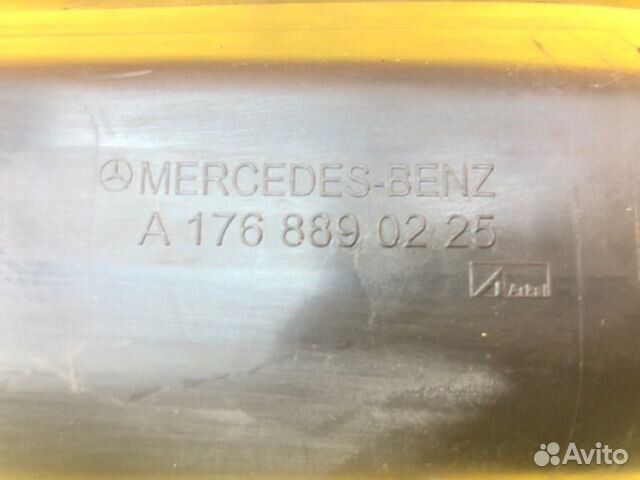 MERCEDES-BENZ
A 176 889 02 25
Avito